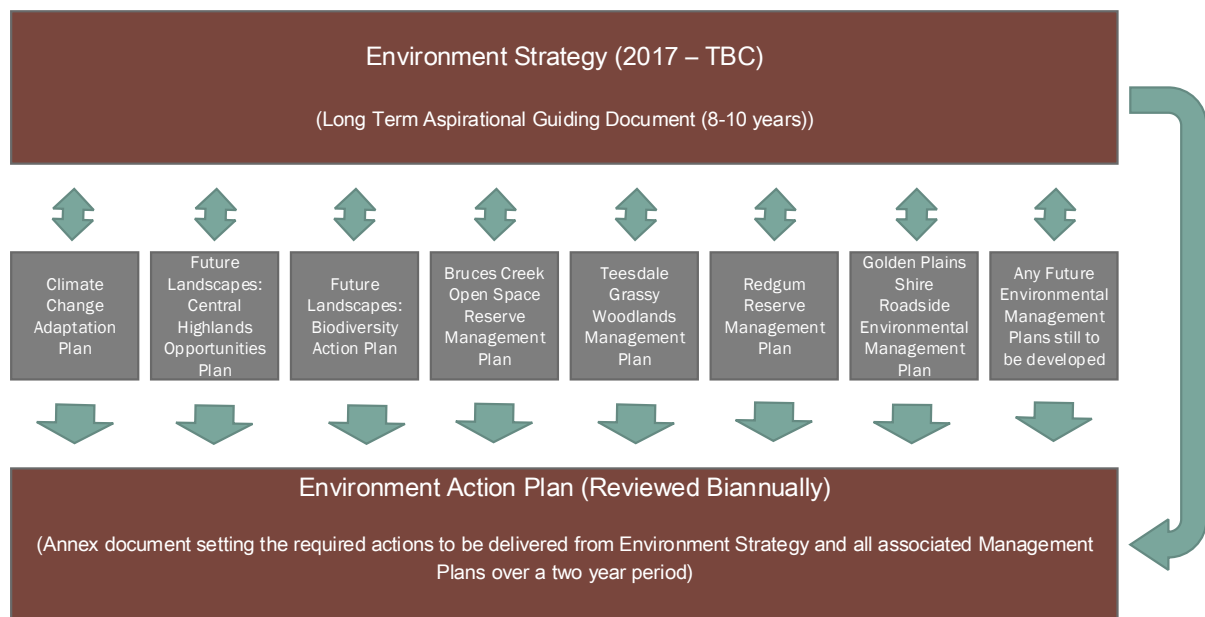 Environment Strategy (2017 – TBC)
(Long Term Aspirational Guiding Document (8-10 years))
Climate
Change
Adaptation
Plan
Future
Landscapes:
Central
Highlands
Opportunities
Plan
Future
Landscapes:
Biodiversity
Action Plan
Bruces Creek
Open Space
Reserve
Management
Plan
Teesdale
Grassy
Woodlands
Management
Plan
Redgum
Reserve
Management
Plan
Golden Plains
Shire
Roadside
Environmental
Management
Plan
Any Future
Environmental
Management
Plans still to
be developed
Environment Action Plan (Reviewed Biannually)
(Annex document setting the required actions to be delivered from Environment Strategy and all associated Management
Plans over a two year period)